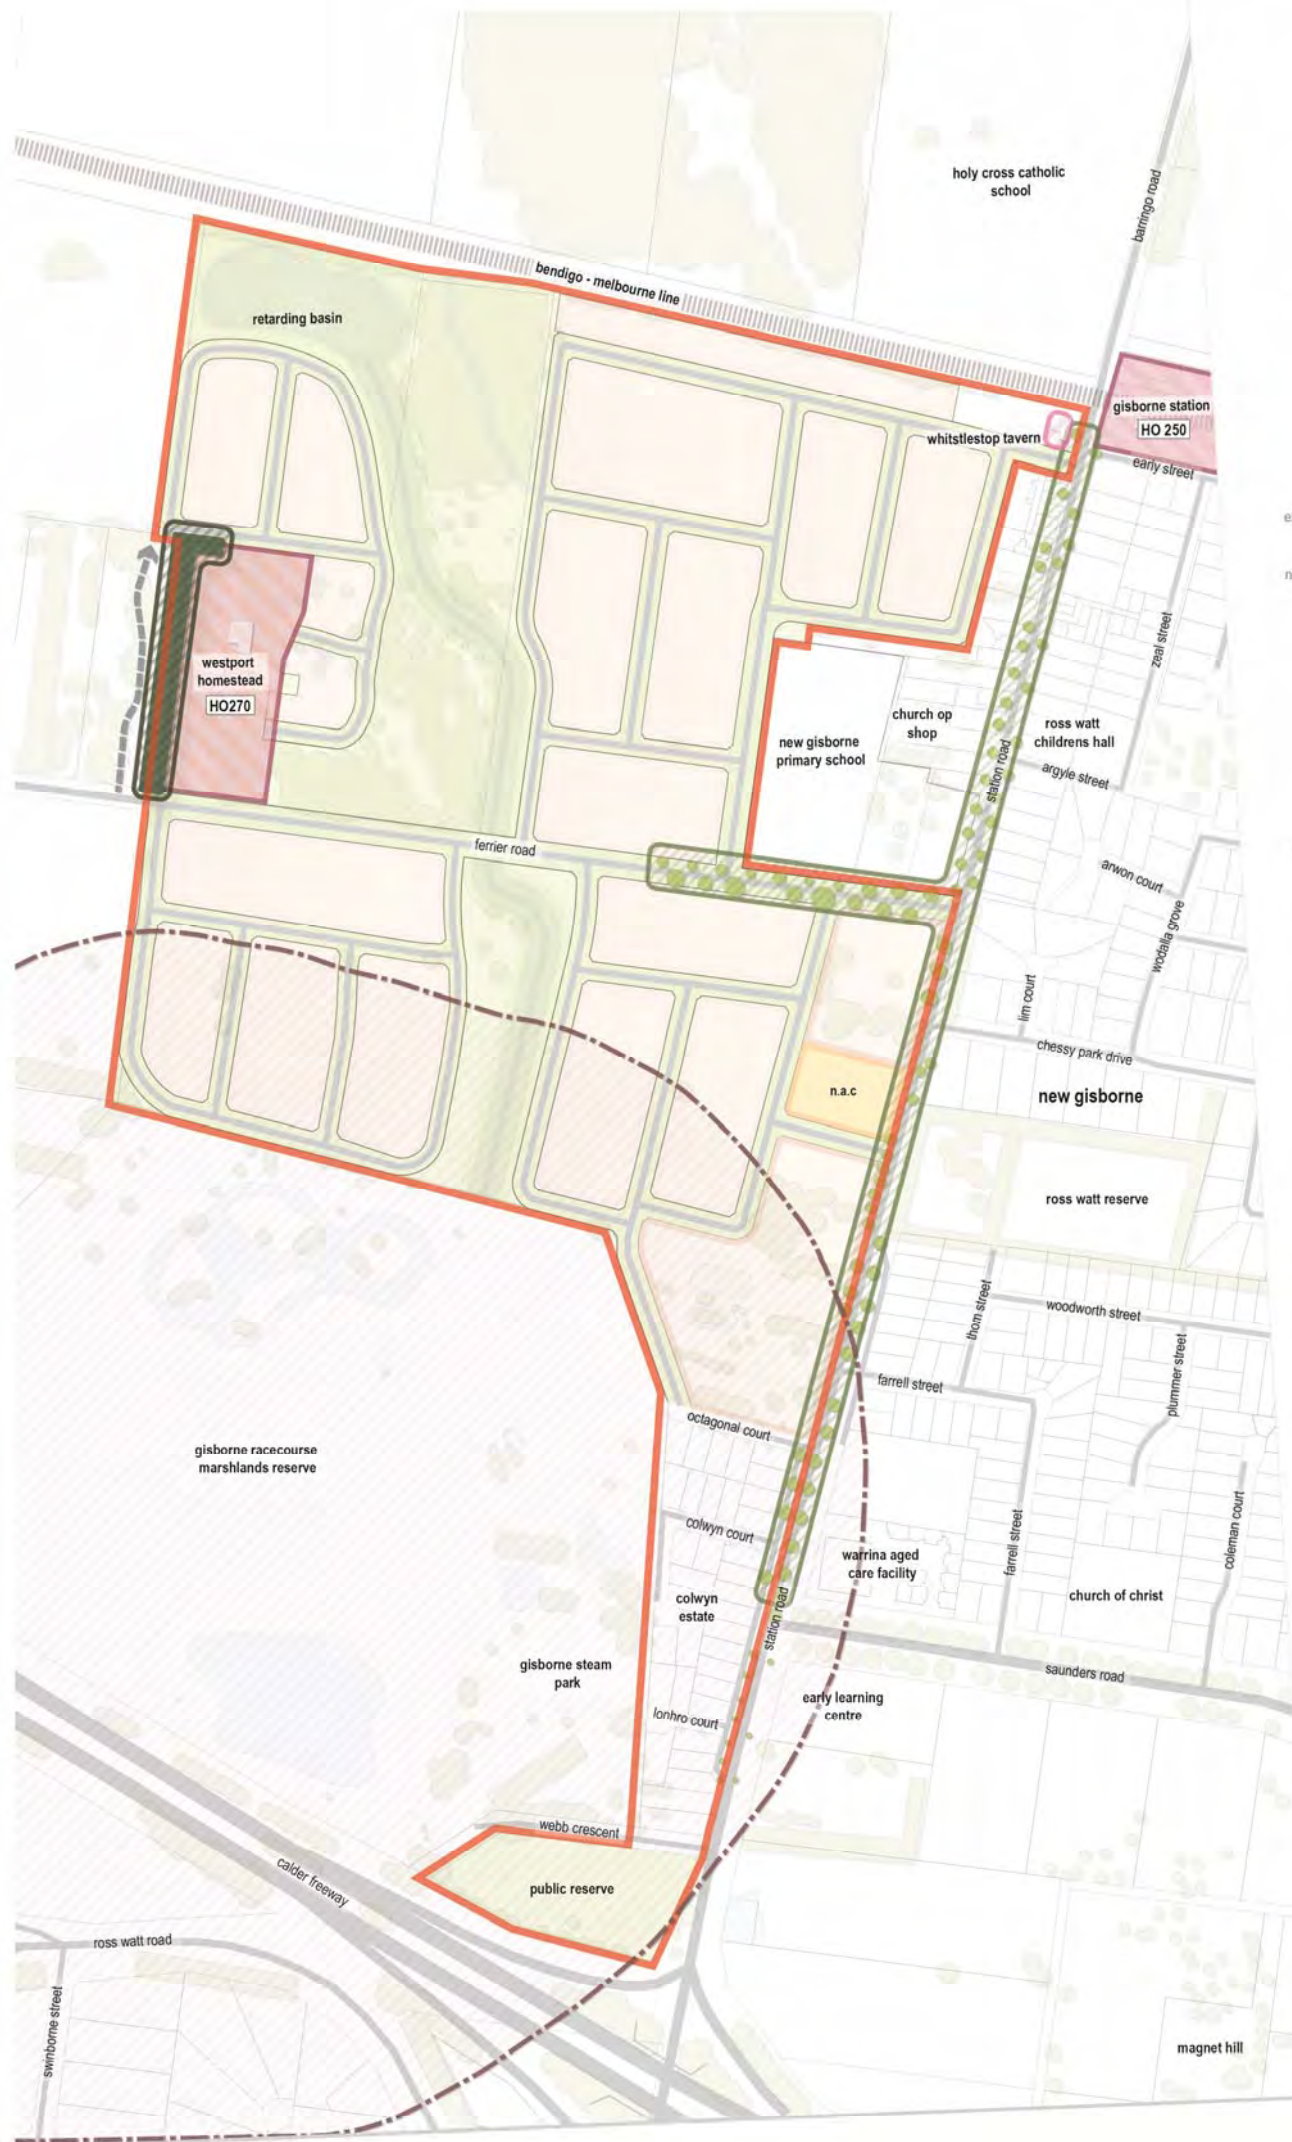 holy cross catholic
school
barringo road
bendigo - melbourne line
retarding basin
gisborne station
HO 250
whitstlestop tavern
early street
e
n
zeal street
westport
homestead
HO270
church op
shop
ross watt
childrens hall
new gisborne
primary school
station road
argyle street
ferrier road
arwon court
wodalla grove
lim court
chessy park drive
n.a.c
new gisborne
ross watt reserve
thom street
woodworth street
plummer street
farrell street
octagonal court
gisborne racecourse
marshlands reserve
colwyn court
farrell street
coleman court
warrina aged
care facility
church of christ
colwyn
estate
station road
gisborne steam
park
saunders road
early learning
centre
lonhro court
webb crescent
calder freeway
public reserve
ross watt road
swinborne street
magnet hill